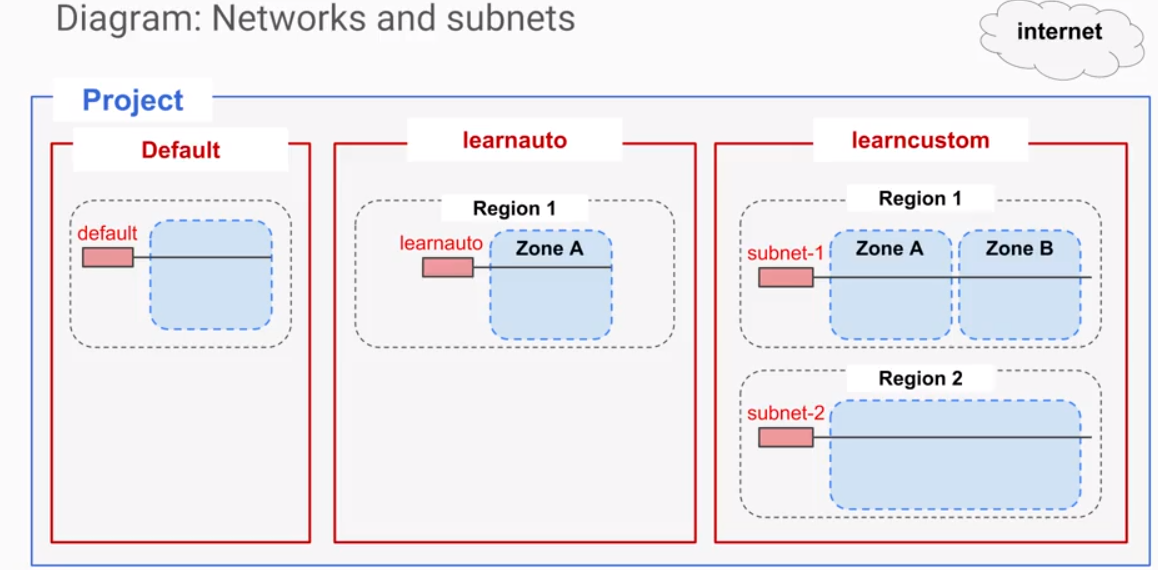 Diagram: Networks and subnets
internet
Project
Default
default
learnauto
Region 1
learnauto
Zone A
learncustom
Region 1
subnet-1
Zone A
Zone B
Region 2
subnet-2